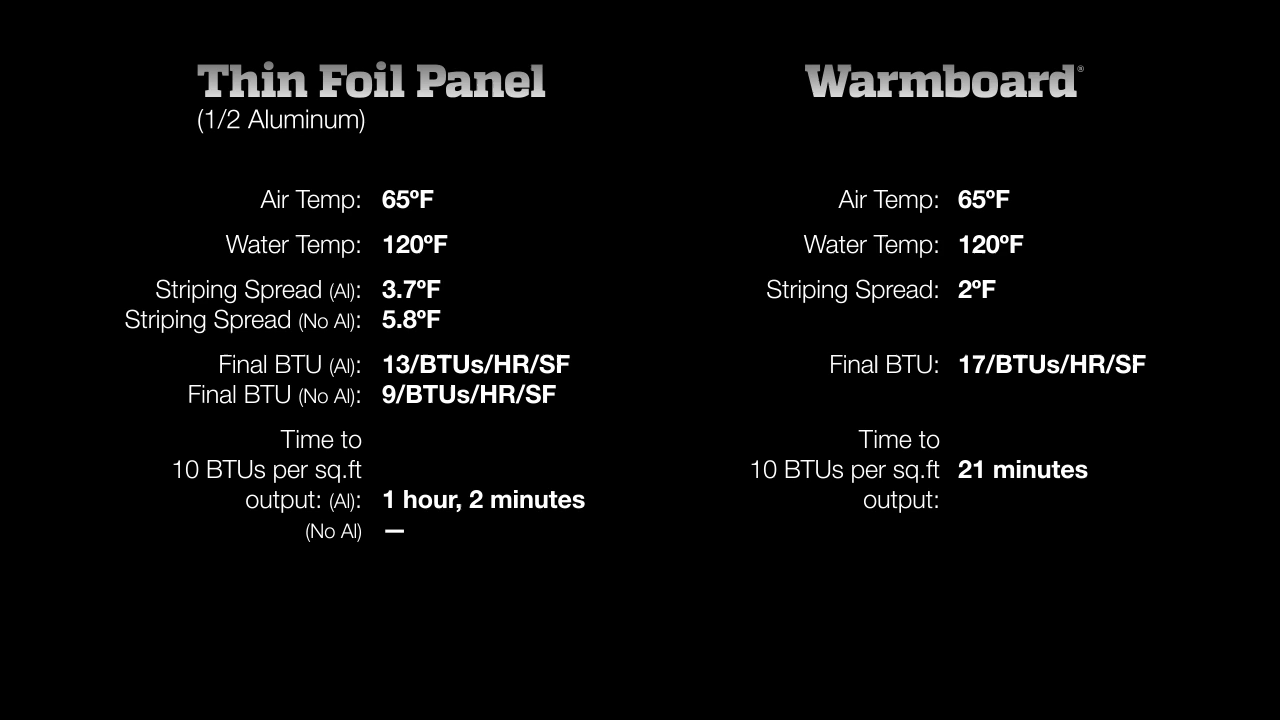 Thin Foil Panel
(1/2 Aluminum)
Air Temp: 65ºF
Water Temp: 120ºF
Striping Spread (Al): 3.7ºF
Striping Spread (No Al): 5.8ºF
Final BTU (Al): 13/BTUs/HR/SF
Final BTU (No Al): 9/BTUs/HR/SF
Time to
10 BTUs per sq.ft
output: (Al): 1 hour, 2 minutes
(No Al) —
Warmboard®
Air Temp: 65ºF
Water Temp: 120ºF
Striping Spread: 2ºF
Final BTU: 17/BTUs/HR/SF
Time to
10 BTUs per sq.ft 21 minutes
output: